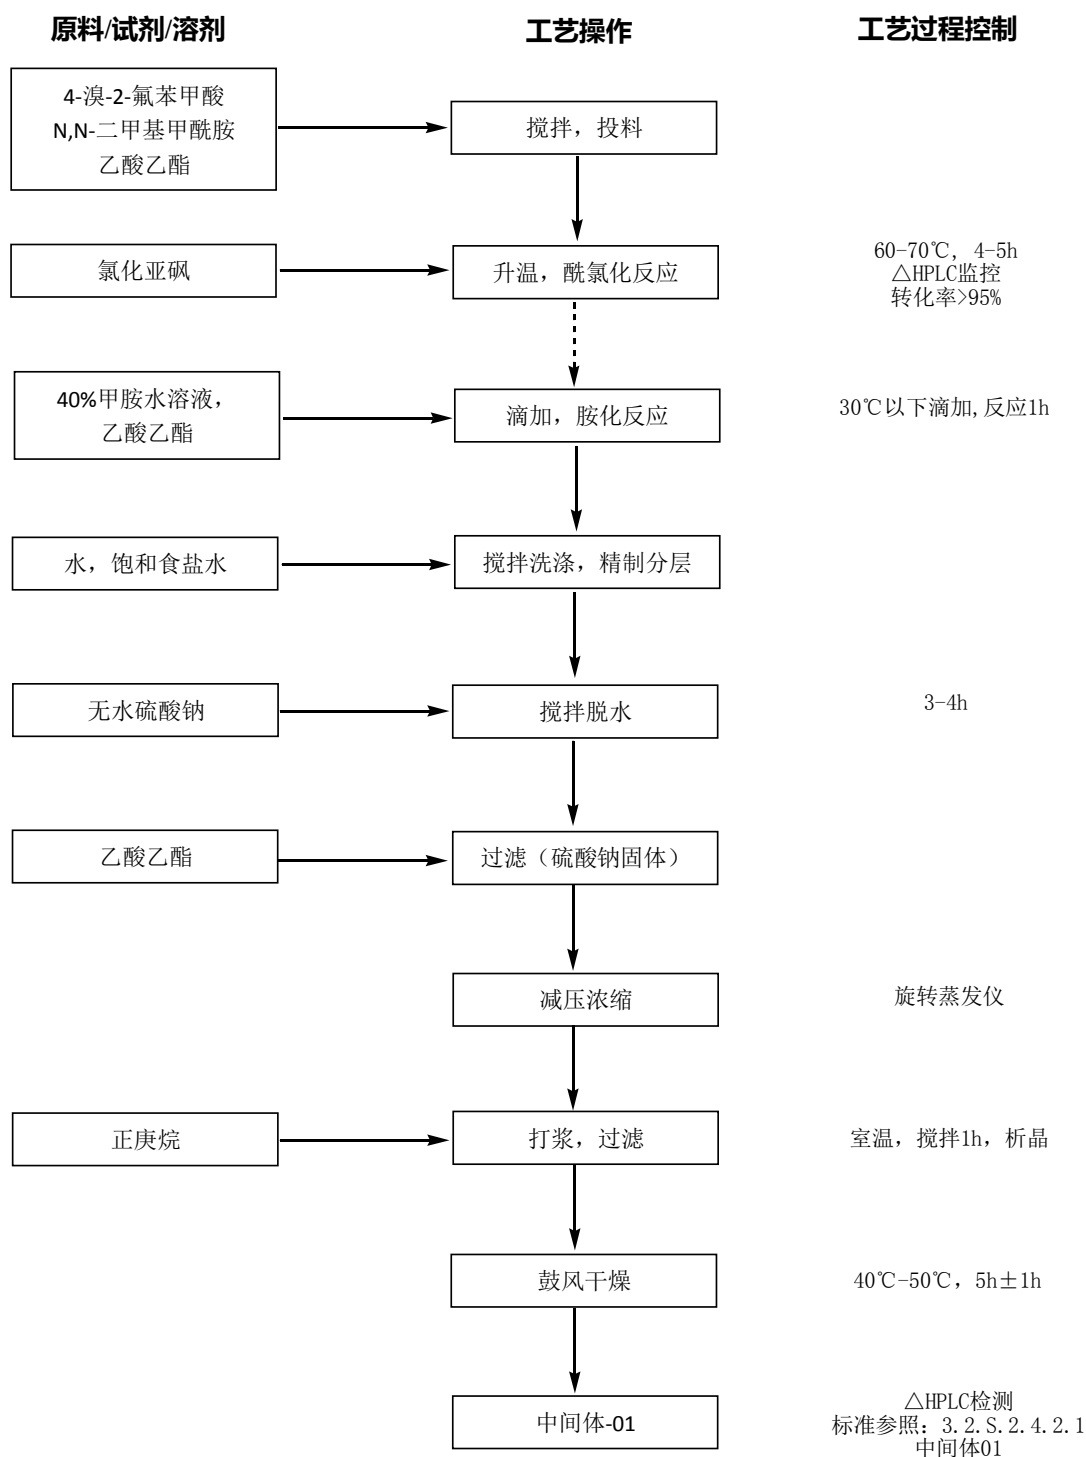 原料/试剂/溶剂
工艺操作
工艺过程控制
4-溴-2-氟苯甲酸
N,N-二甲基甲酰胺
乙酸乙酯
搅拌，投料
氯化亚砜
升温，酰氯化反应
60-70℃, 4-5h
△HPLC监控
转化率>95%
40%甲胺水溶液，
乙酸乙酯
滴加，胺化反应
30℃以下滴加,反应1h
水，饱和食盐水
搅拌洗涤，精制分层
无水硫酸钠
搅拌脱水
3-4h
乙酸乙酯
过滤（硫酸钠固体）
减压浓缩
旋转蒸发仪
正庚烷
打浆，过滤
室温，搅拌1h，析晶
鼓风干燥
40℃-50℃，5h±1h
中间体-01
△HPLC检测
标准参照：3.2.S.2.4.2.1
中间体01